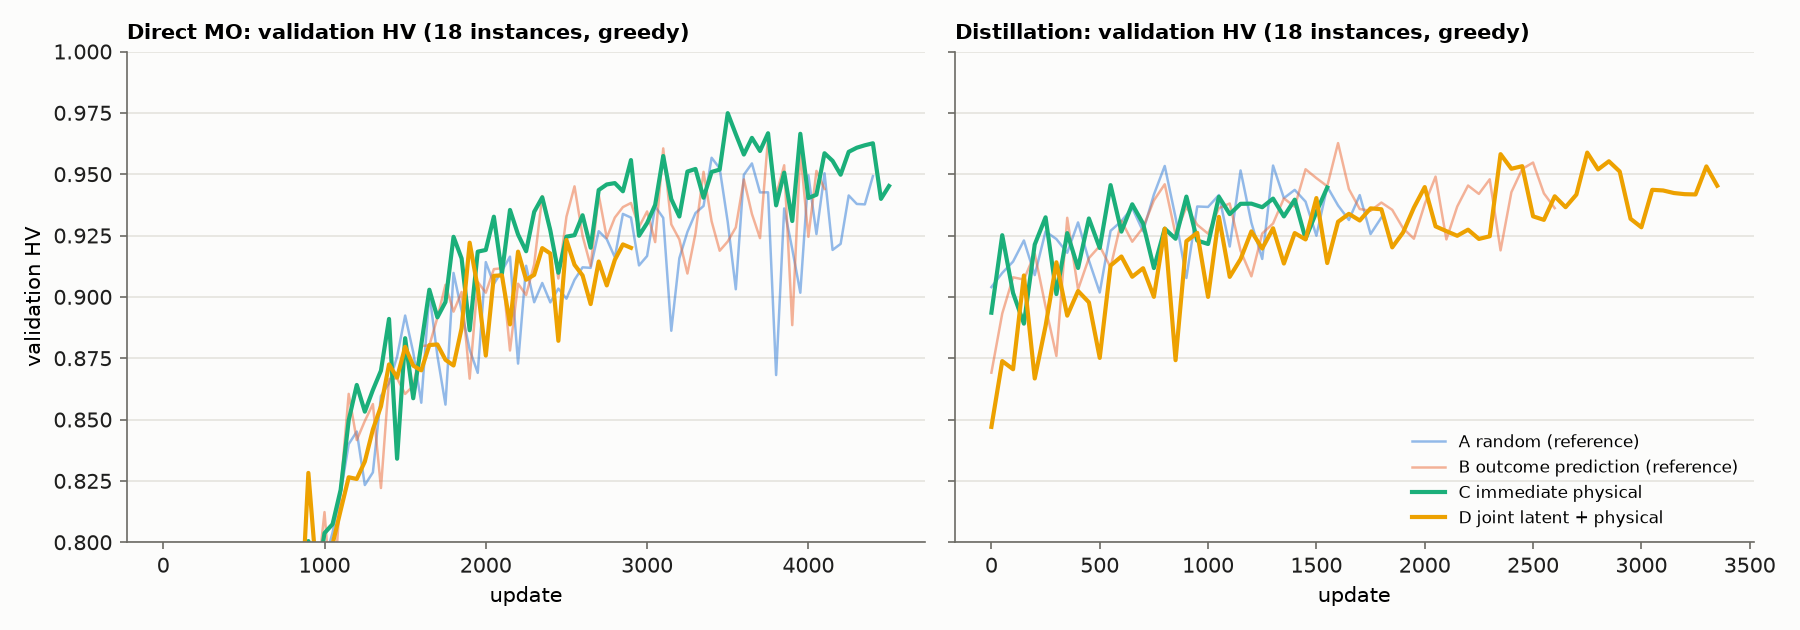 Direct MO: validation HV (18 instances, greedy)
1.000
0.975
0.950
0.925
0.900
0.875
0.850
0.825
0.800
validation HV
0 1000 2000 3000 4000
update
Distillation: validation HV (18 instances, greedy)
A random (reference)
B outcome prediction (reference)
C immediate physical
D joint latent + physical
0 500 1000 1500 2000 2500 3000 3500
update